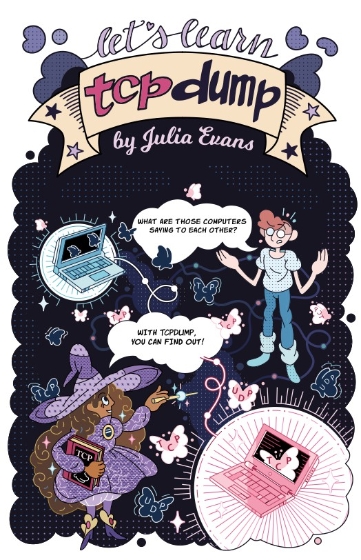 let's learn
tcpdump
by Julia Evans
WHAT ARE THOSE COMPUTERS
SAYING TO EACH OTHER?
WITH TCPDUMP,
YOU CAN FIND OUT!
UDP
TCP